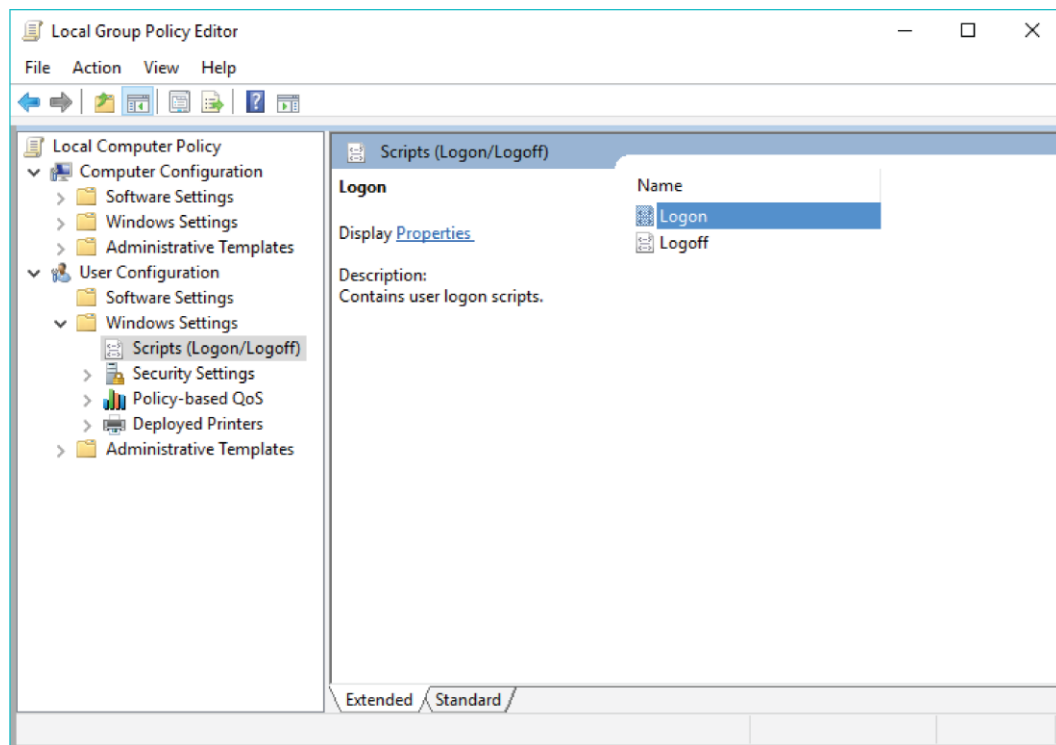 Local Group Policy Editor
File Action View Help
Local Computer Policy
Computer Configuration
Software Settings
Windows Settings
Administrative Templates
User Configuration
Software Settings
Windows Settings
Scripts (Logon/Logoff)
Security Settings
Policy-based QoS
Deployed Printers
Administrative Templates
Scripts (Logon/Logoff)
Logon
Display Properties
Description:
Contains user logon scripts.
Name
Logon
Logoff
Extended Standard